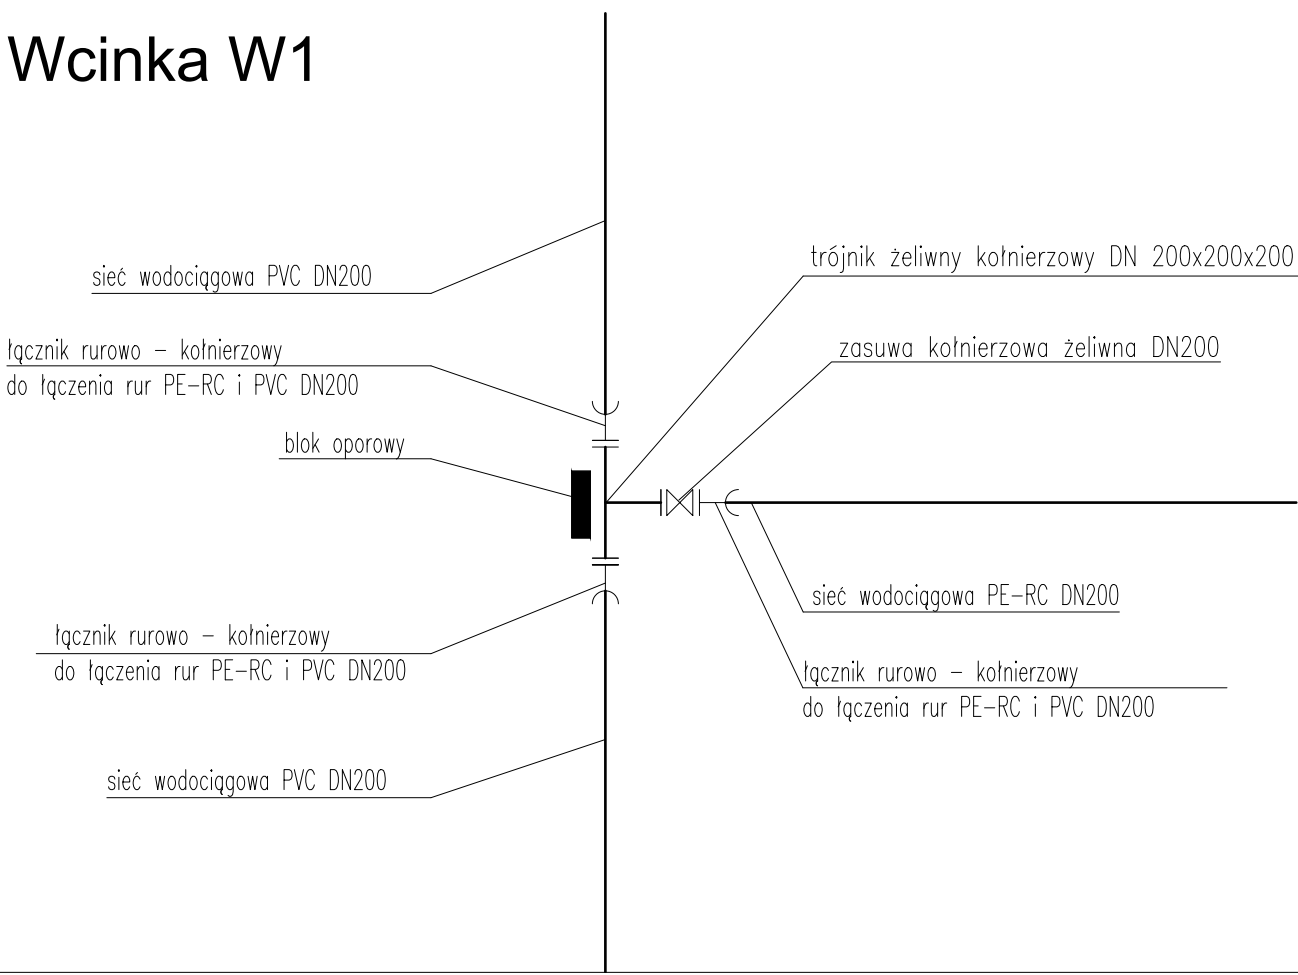 Wcinka W1
sieć wodociągowa PVC DN200
łącznik rurowo – kołnierzowy
do łączenia rur PE–RC i PVC DN200
blok oporowy
łącznik rurowo – kołnierzowy
do łączenia rur PE–RC i PVC DN200
sieć wodociągowa PVC DN200
trójnik żeliwny kołnierzowy DN 200x200x200
zasuwa kołnierzowa żeliwna DN200
sieć wodociągowa PE–RC DN200
łącznik rurowo – kołnierzowy
do łączenia rur PE–RC i PVC DN200